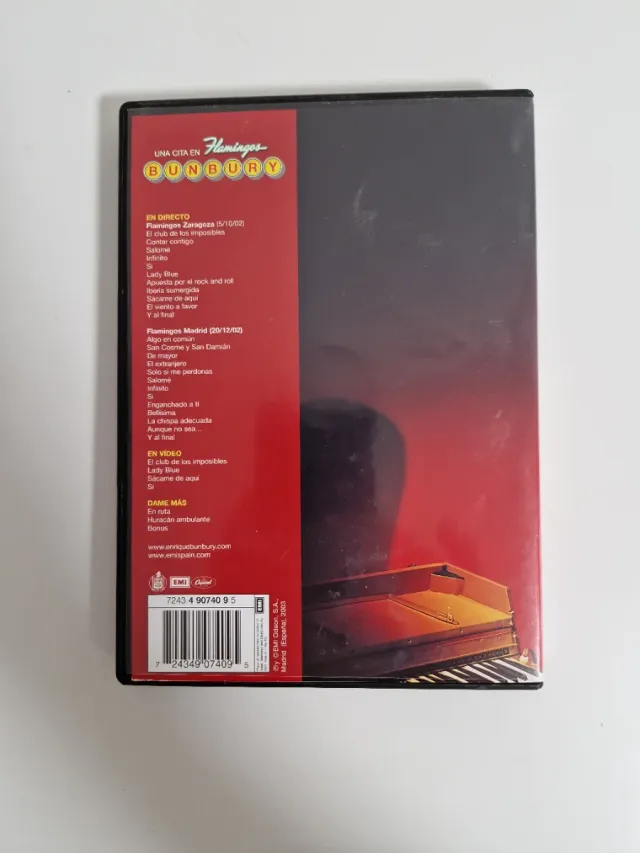 UNA CITA EN Flamingos
BUNBURY
EN DIRECTO
Flamingos Zaragoza (5/10/02)
El club de los imposibles
Contar contigo
Salomé
Infinito
Sí
Lady Blue
Apuesta por el rock and roll
Iberia sumergida
Sácame de aquí
El viento a favor
Y al final
Flamingos Madrid (20/12/02)
Algo en común
San Cosme y San Damián
De mayor
El extranjero
Solo si me perdonas
Salomé
Infinito
Sí
Enganchado a ti
Bellísima
La chispa adecuada
Aunque no sea...
Y al final
EN VÍDEO
El club de los imposibles
Lady Blue
Sácame de aquí
Sí
DAME MÁS
En ruta
Huracán ambulante
Bonus
www.enriquebunbury.com
www.emispain.com
EMI
Capitol
7243 4 90740 9 5
7 24349 07409 5
EMI
℗ y © EMI Odeon, S.A.,
Madrid (España), 2003